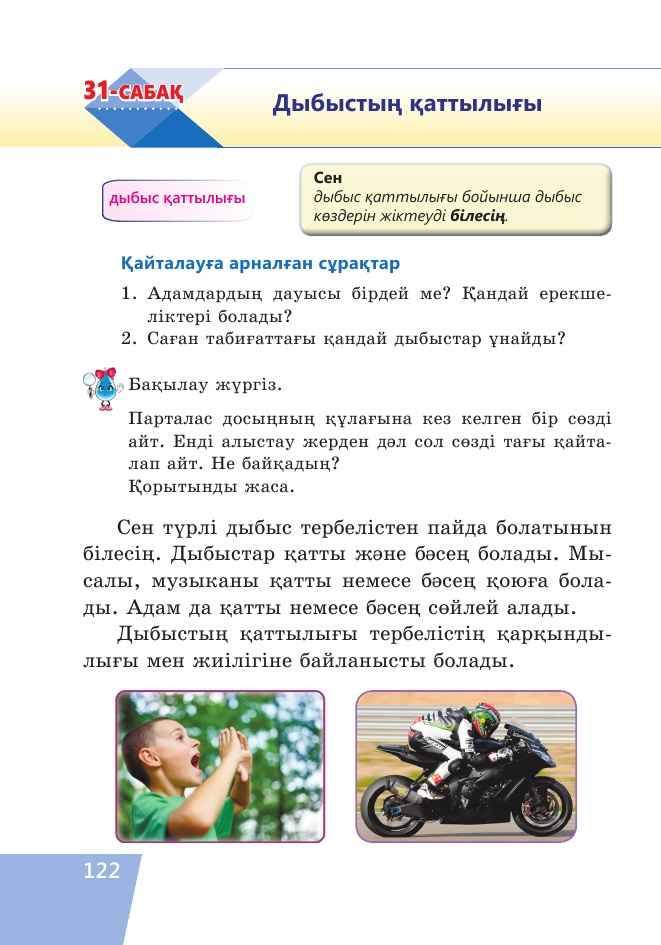 31-САБАҚ
Дыбыстың қаттылығы
дыбыс қаттылығы
Сен
дыбыс қаттылығы бойынша дыбыс
көздерін жіктеуді білесің.
Қайталауға арналған сұрақтар
1. Адамдардың дауысы бірдей ме? Қандай ерекше-
ліктері болады?
2. Саған табиғаттағы қандай дыбыстар ұнайды?
Бақылау жүргіз.
Парталас досыңның құлағына кез келген бір сөзді
айт. Енді алыстау жерден дәл сол сөзді тағы қайта-
лап айт. Не байқадың?
Қорытынды жаса.
Сен түрлі дыбыс тербелістен пайда болатынын
білесің. Дыбыстар қатты және бәсең болады. Мы-
салы, музыканы қатты немесе бәсең қоюға бола-
ды. Адам да қатты немесе бәсең сөйлей алады.
Дыбыстың қаттылығы тербелістің қарқынды-
лығы мен жиілігіне байланысты болады.
122